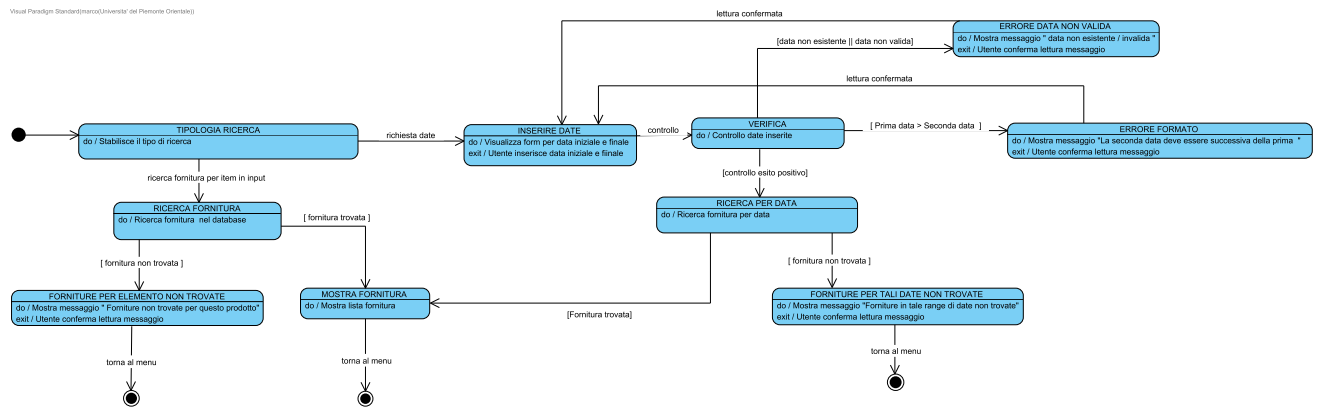 Visual Paradigm Standard(marco(Universita' del Piemonte Orientale))
lettura confermata
ERRORE DATA NON VALIDA
do / Mostra messaggio " data non esistente / invalida "
exit / Utente conferma lettura messaggio
[data non esistente || data non valida]
lettura confermata
TIPOLOGIA RICERCA
do / Stabilisce il tipo di ricerca
richiesta date
INSERIRE DATE
do / Visualizza form per data iniziale e finale
exit / Utente inserisce data iniziale e fiinale
controllo
VERIFICA
do / Controllo date inserite
[ Prima data > Seconda data ]
ERRORE FORMATO
do / Mostra messaggio "La seconda data deve essere successiva della prima "
exit / Utente conferma lettura messaggio
ricerca fornitura per item in input
[controllo esito positivo]
RICERCA FORNITURA
do / Ricerca fornitura nel database
[ fornitura trovata ]
RICERCA PER DATA
do / Ricerca fornitura per data
[ fornitura non trovata ]
[ fornitura non trovata ]
FORNITURE PER ELEMENTO NON TROVATE
do / Mostra messaggio " Forniture non trovate per questo prodotto"
exit / Utente conferma lettura messaggio
MOSTRA FORNITURA
do / Mostra lista fornitura
[Fornitura trovata]
FORNITURE PER TALI DATE NON TROVATE
do / Mostra messaggio "Forniture in tale range di date non trovate"
exit / Utente conferma lettura messaggio
torna al menu
torna al menu
torna al menu